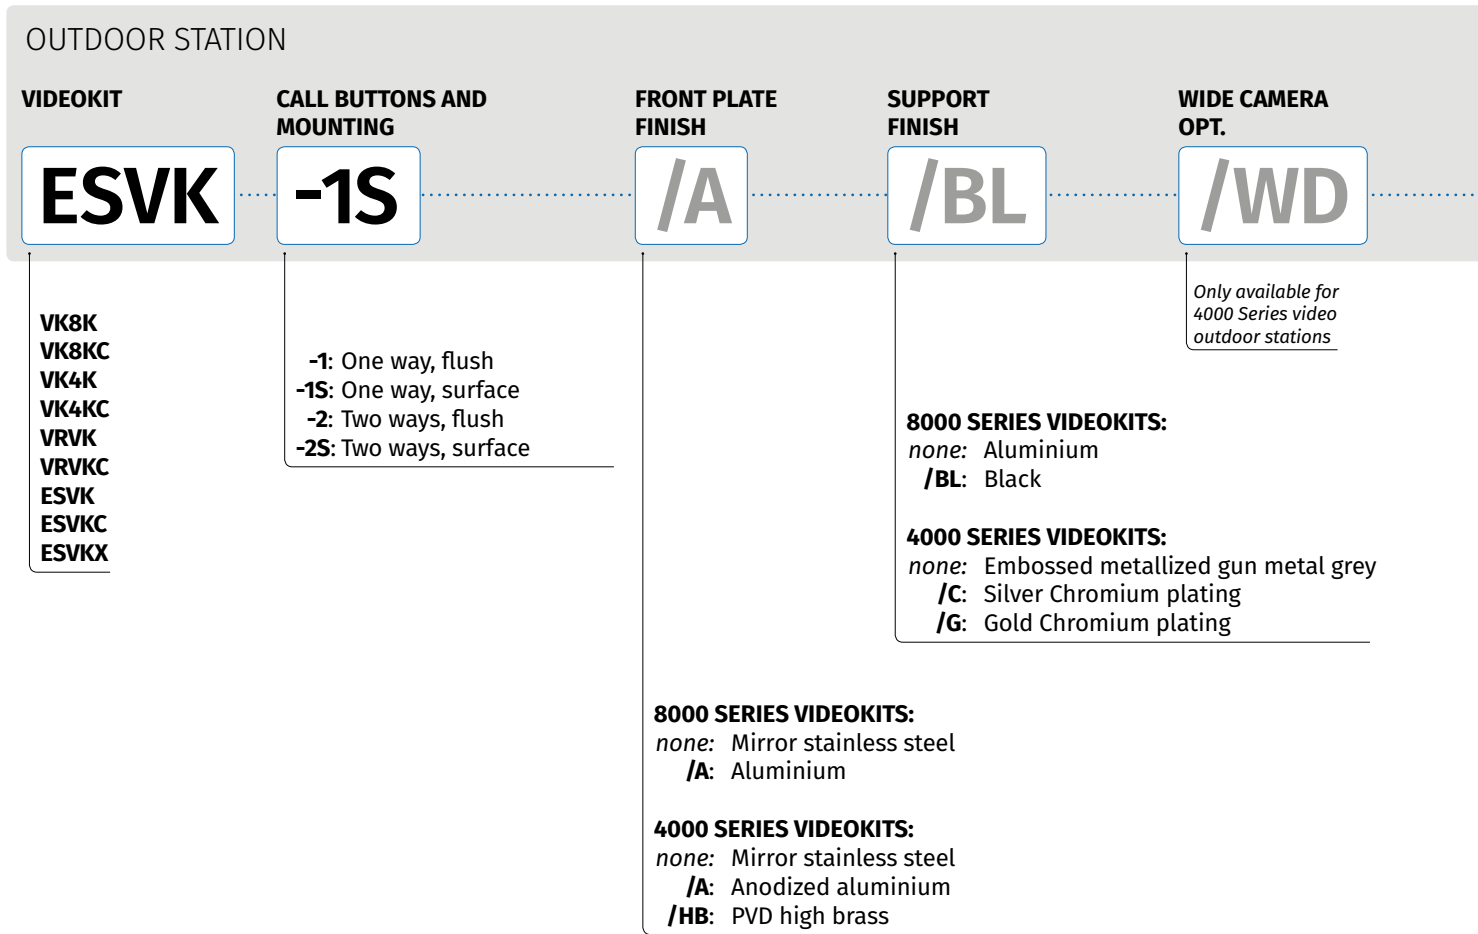 OUTDOOR STATION
VIDEOKIT
CALL BUTTONS AND
MOUNTING
FRONT PLATE
FINISH
SUPPORT
FINISH
WIDE CAMERA
OPT.
ESVK
-1S
/A
/BL
/WD
VK8K
VK8KC
VK4K
VK4KC
VRVK
VRVKC
ESVK
ESVKC
ESVKX
-1: One way, flush
-1S: One way, surface
-2: Two ways, flush
-2S: Two ways, surface
8000 SERIES VIDEOKITS:
none: Mirror stainless steel
/A: Aluminium
4000 SERIES VIDEOKITS:
none: Mirror stainless steel
/A: Anodized aluminium
/HB: PVD high brass
8000 SERIES VIDEOKITS:
none: Aluminium
/BL: Black
4000 SERIES VIDEOKITS:
none: Embossed metallized gun metal grey
/C: Silver Chromium plating
/G: Gold Chromium plating
Only available for
4000 Series video
outdoor stations